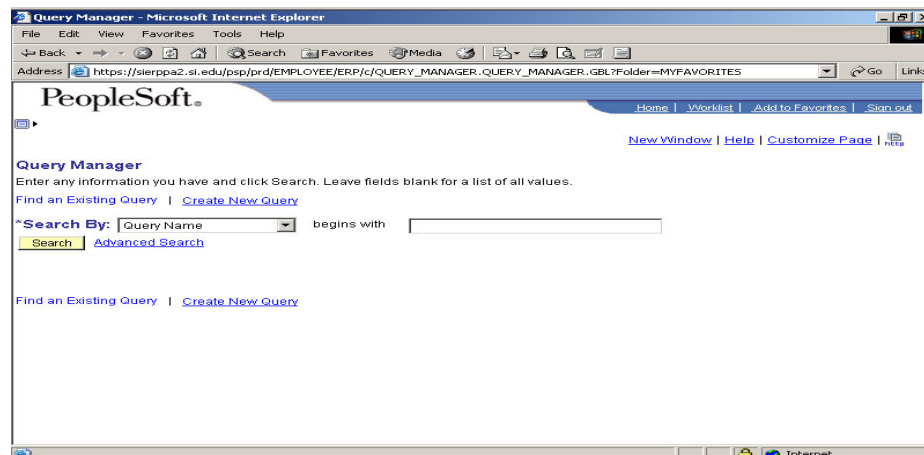 Query Manager - Microsoft Internet Explorer
File Edit View Favorites Tools Help
Back Search Favorites Media
Address https://sierppa2.si.edu/psp/prd/EMPLOYEE/ERP/c/QUERY_MANAGER.QUERY_MANAGER.GBL?Folder=MYFAVORITES Go Links
PeopleSoft.
Home | Worklist | Add to Favorites | Sign out
New Window | Help | Customize Page | http
Query Manager
Enter any information you have and click Search. Leave fields blank for a list of all values.
Find an Existing Query | Create New Query
*Search By: Query Name begins with
Search Advanced Search
Find an Existing Query | Create New Query
Internet